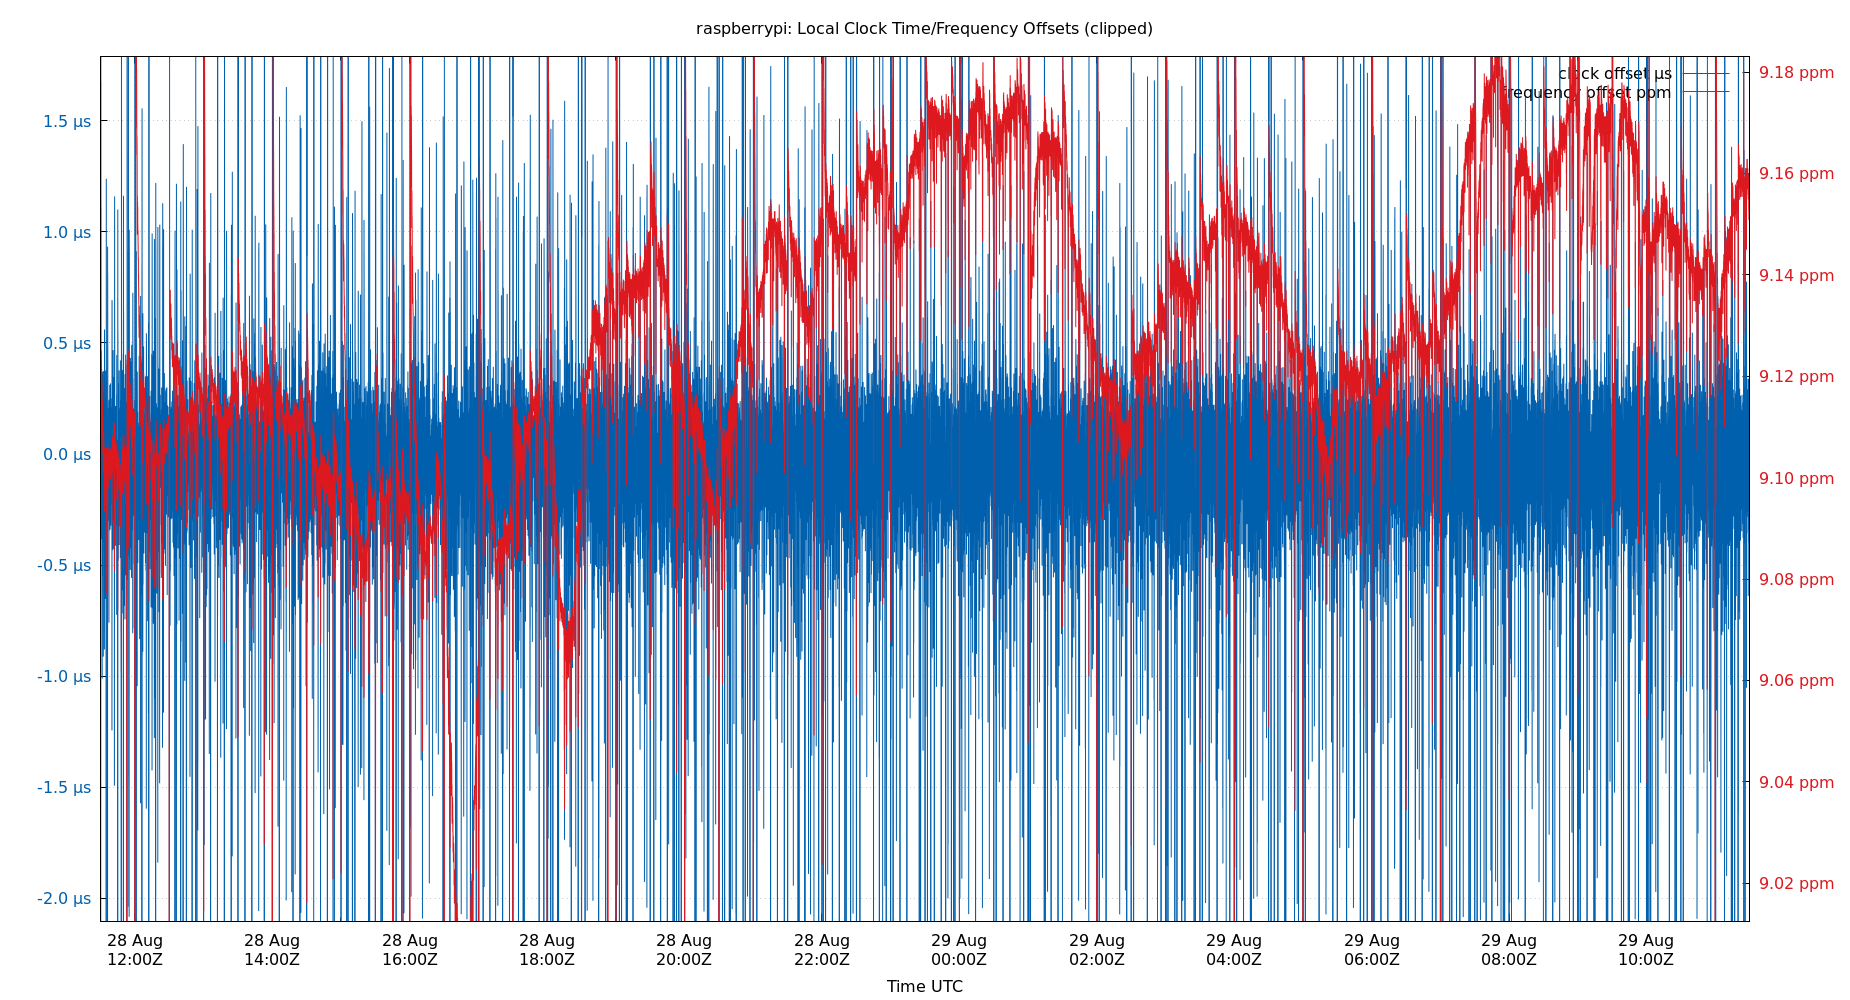 raspberrypi: Local Clock Time/Frequency Offsets (clipped)
clock offset µs
frequency offset ppm
1.5 µs
1.0 µs
0.5 µs
0.0 µs
-0.5 µs
-1.0 µs
-1.5 µs
-2.0 µs
9.18 ppm
9.16 ppm
9.14 ppm
9.12 ppm
9.10 ppm
9.08 ppm
9.06 ppm
9.04 ppm
9.02 ppm
28 Aug 28 Aug 28 Aug 28 Aug 28 Aug 28 Aug 29 Aug 29 Aug 29 Aug 29 Aug 29 Aug 29 Aug
12:00Z 14:00Z 16:00Z 18:00Z 20:00Z 22:00Z 00:00Z 02:00Z 04:00Z 06:00Z 08:00Z 10:00Z
Time UTC